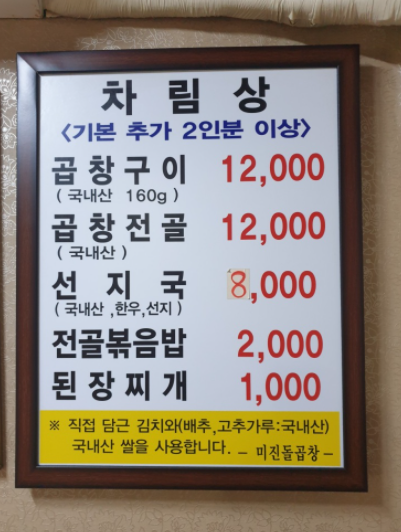 차림상
<기본 추가 2인분 이상>
곱창구이 12,000
( 국내산 160g )
곱창전골 12,000
( 국내산 )
선지국 8,000
( 국내산 ,한우,선지 )
전골볶음밥 2,000
된장찌개 1,000
※ 직접 담근 김치와(배추,고추가루:국내산)
국내산 쌀을 사용합니다. - 미진돌곱창 -